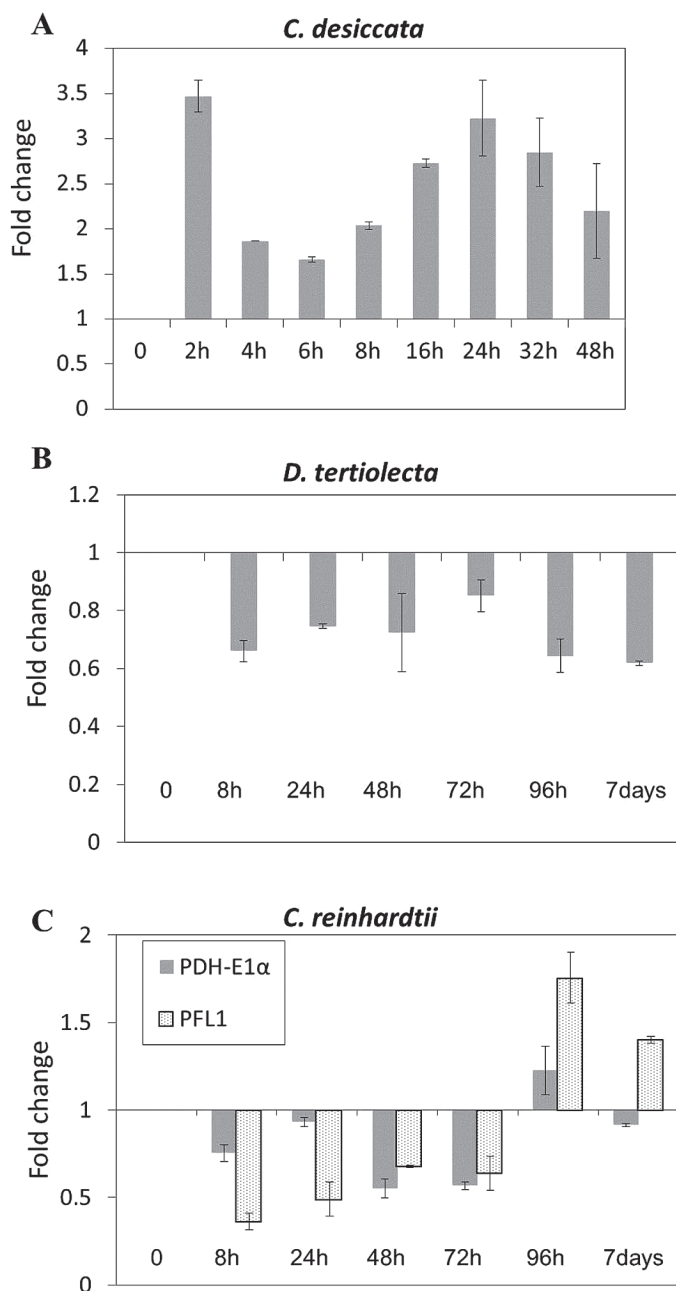 A
C. desiccata
Fold change
4
3.5
3
2.5
2
1.5
1
0.5
0
0 2h 4h 6h 8h 16h 24h 32h 48h
B
D. tertiolecta
Fold change
1.2
1
0.8
0.6
0.4
0.2
0
0 8h 24h 48h 72h 96h 7days
C
C. reinhardtii
Fold change
2
1.5
1
0.5
0
PDH-E1α
PFL1
0 8h 24h 48h 72h 96h 7days